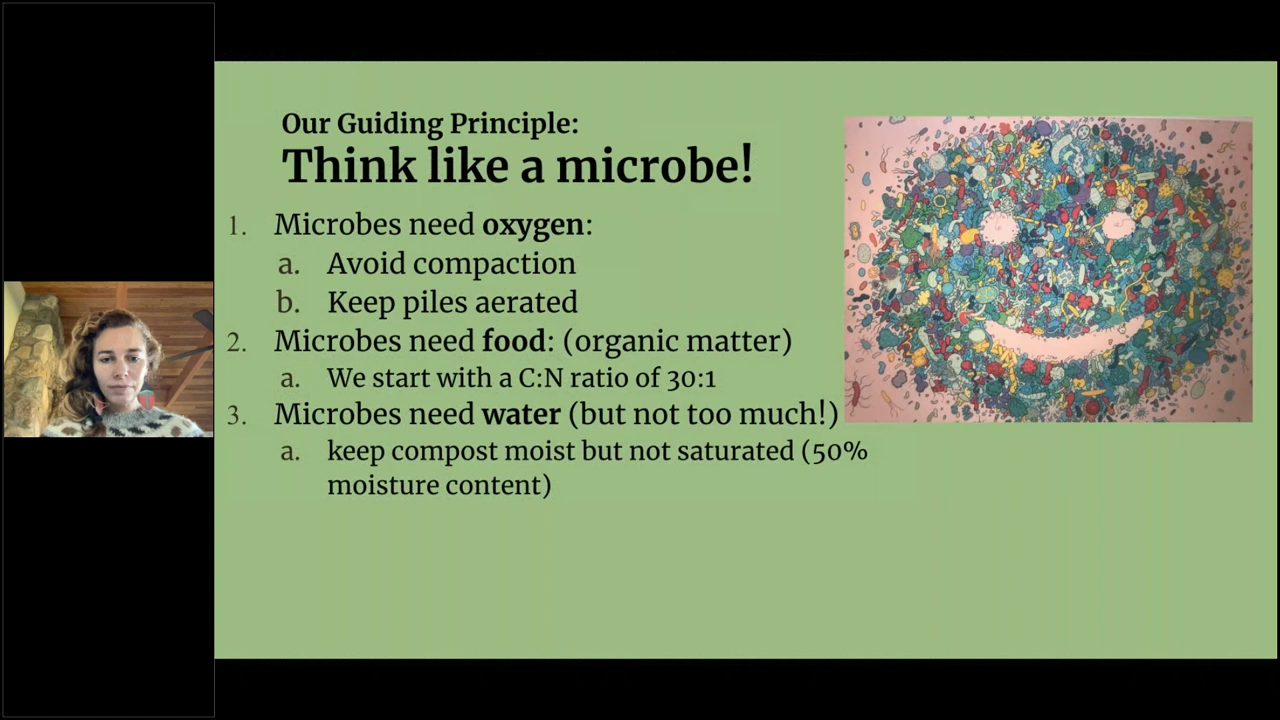 Our Guiding Principle:
Think like a microbe!
1. Microbes need oxygen:
a. Avoid compaction
b. Keep piles aerated
2. Microbes need food: (organic matter)
a. We start with a C:N ratio of 30:1
3. Microbes need water (but not too much!)
a. keep compost moist but not saturated (50%
moisture content)